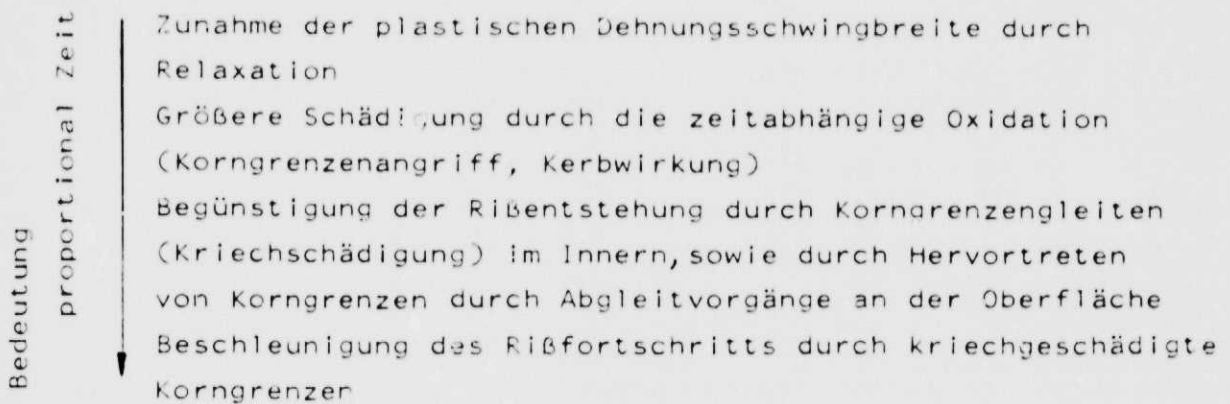 Bedeutung
proportional Zeit
Zunahme der plastischen Dehnungsschwingbreite durch
Relaxation
Größere Schädigung durch die zeitabhängige Oxidation
(Korngrenzenangriff, Kerbwirkung)
Begünstigung der Rißentstehung durch Korngrenzengleiten
(Kriechschädigung) im Innern, sowie durch Hervortreten
von Korngrenzen durch Abgleitvorgänge an der Oberfläche
Beschleunigung des Rißfortschritts durch kriechgeschädigte
Korngrenzen